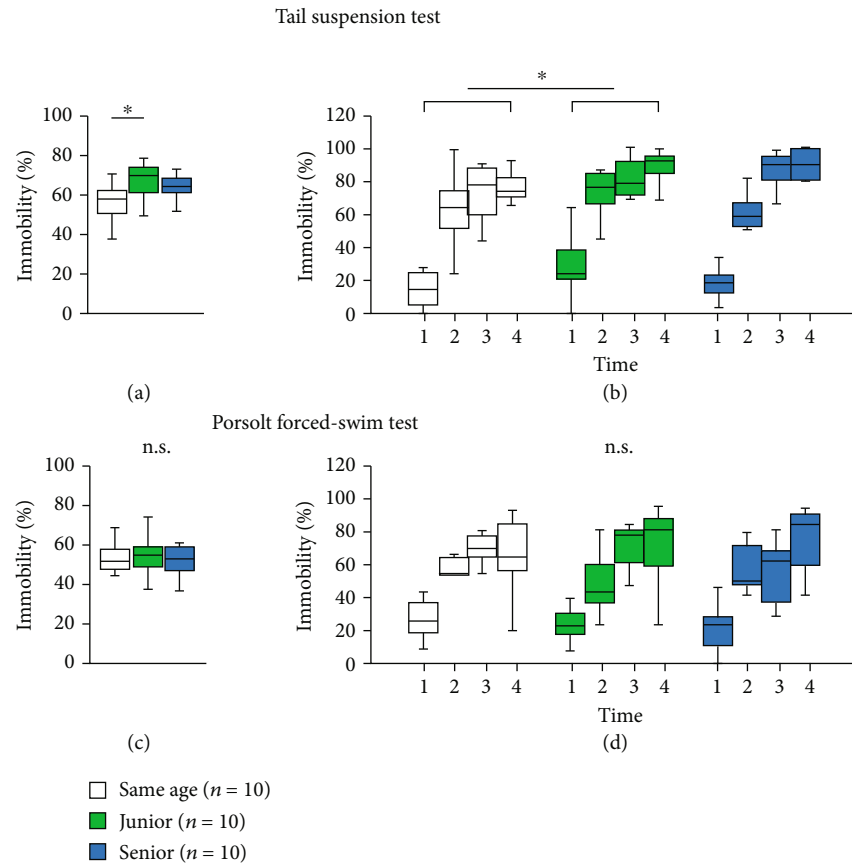 Tail suspension test
*
100
80
60
40
20
0
Immobility (%)
(a)
*
120
100
80
60
40
20
0
Immobility (%)
1 2 3 4 1 2 3 4 1 2 3 4
Time
(b)
Porsolt forced-swim test
n.s.
100
80
60
40
20
0
Immobility (%)
(c)
n.s.
120
100
80
60
40
20
0
Immobility (%)
1 2 3 4 1 2 3 4 1 2 3 4
Time
(d)
Same age (n = 10)
Junior (n = 10)
Senior (n = 10)